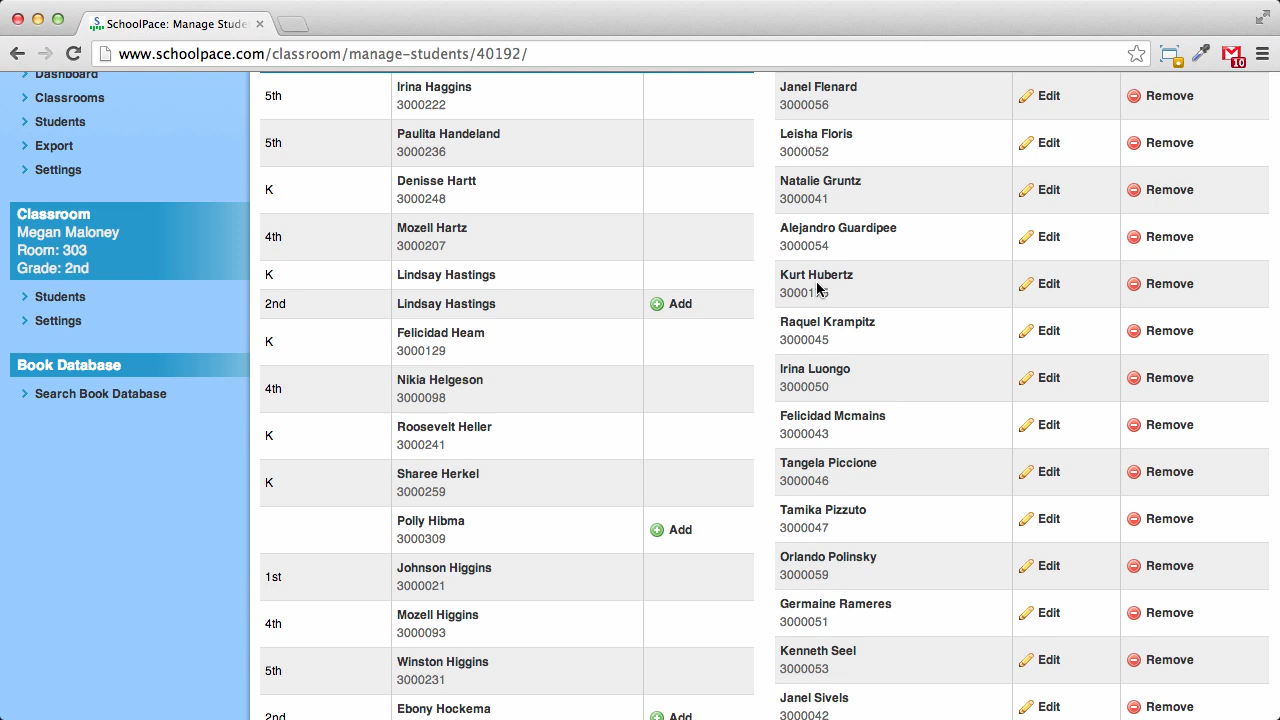 SchoolPace: Manage Stude
www.schoolpace.com/classroom/manage-students/40192/
10
Dashboard
Classrooms
Students
Export
Settings
Classroom
Megan Maloney
Room: 303
Grade: 2nd
Students
Settings
Book Database
Search Book Database
5th Irina Haggins
3000222
5th Paulita Handeland
3000236
K Denisse Hartt
3000248
4th Mozell Hartz
3000207
K Lindsay Hastings
2nd Lindsay Hastings Add
K Felicidad Heam
3000129
4th Nikia Helgeson
3000098
K Roosevelt Heller
3000241
K Sharee Herkel
3000259
Polly Hibma Add
3000309
1st Johnson Higgins
3000021
4th Mozell Higgins
3000093
5th Winston Higgins
3000231
2nd Ebony Hockema Add
Janel Flenard Edit Remove
3000056
Leisha Floris Edit Remove
3000052
Natalie Gruntz Edit Remove
3000041
Alejandro Guardipee Edit Remove
3000054
Kurt Hubertz Edit Remove
Raquel Krampitz Edit Remove
3000045
Irina Luongo Edit Remove
3000050
Felicidad Mcmains Edit Remove
3000043
Tangela Piccione Edit Remove
3000046
Tamika Pizzuto Edit Remove
3000047
Orlando Polinsky Edit Remove
3000059
Germaine Rameres Edit Remove
3000051
Kenneth Seel Edit Remove
3000053
Janel Sivels Edit Remove
3000042